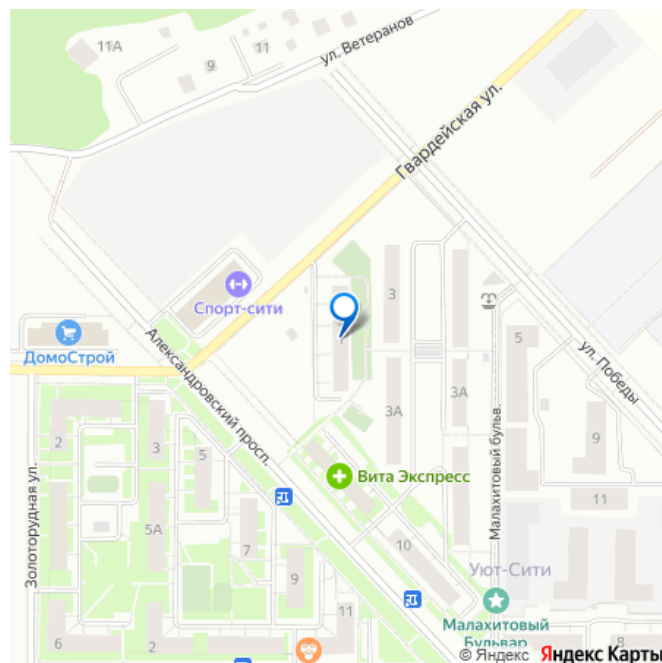 11А
9
11
ул. Ветеранов
Гвардейская ул.
Спорт-сити
3
ДомоСтрой
Александровский просп.
5
ул. Победы
3А
3А
Малахитовый бульв.
9
2
3
5
Вита Экспресс
11
Золоторудная ул.
5А
10
9
Уют-Сити
11
Малахитовый
Бульвар
6
2
8
© Яндекс Яндекс Карты